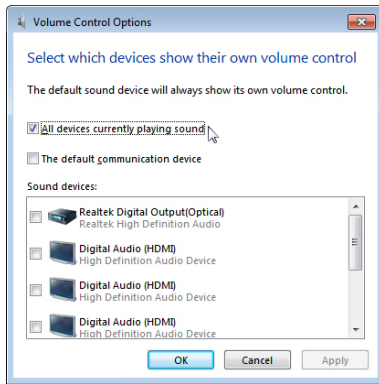 Volume Control Options
Select which devices show their own volume control
The default sound device will always show its own volume control.
All devices currently playing sound
The default communication device
Sound devices:
Realtek Digital Output(Optical)
Realtek High Definition Audio
Digital Audio (HDMI)
High Definition Audio Device
Digital Audio (HDMI)
High Definition Audio Device
Digital Audio (HDMI)
High Definition Audio Device
OK Cancel Apply